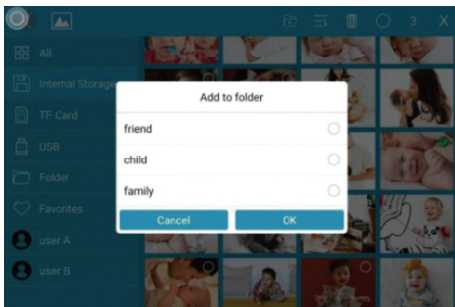 3 X
All
Internal Storage
TF Card
USB
Folder
Favorites
user A
user B
Add to folder
friend
child
family
Cancel OK